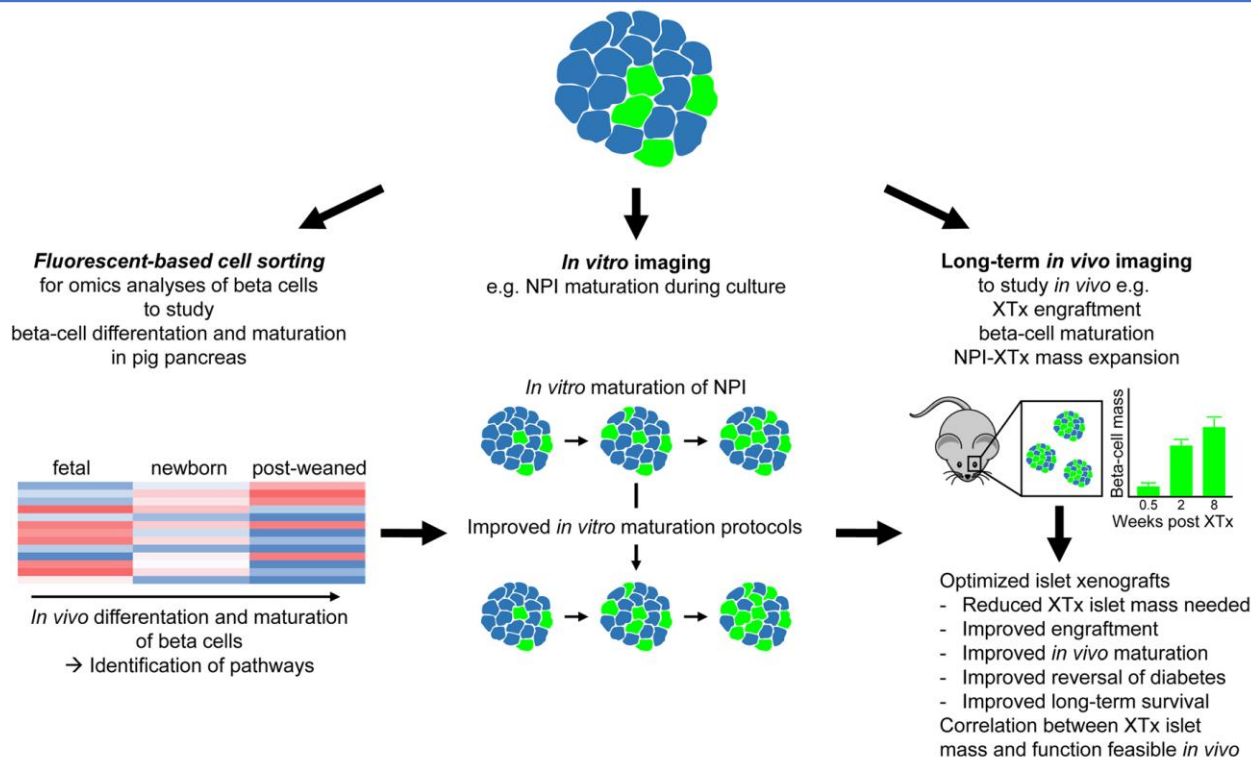 Fluorescent-based cell sorting
for omics analyses of beta cells
to study
beta-cell differentation and maturation
in pig pancreas
In vitro imaging
e.g. NPI maturation during culture
Long-term in vivo imaging
to study in vivo e.g.
XTx engraftment
beta-cell maturation
NPI-XTx mass expansion
fetal newborn post-weaned
In vivo differentation and maturation
of beta cells
→ Identification of pathways
In vitro maturation of NPI
Improved in vitro maturation protocols
Beta-cell mass
0.5 2 8
Weeks post XTx
Optimized islet xenografts
- Reduced XTx islet mass needed
- Improved engraftment
- Improved in vivo maturation
- Improved reversal of diabetes
- Improved long-term survival
Correlation between XTx islet
mass and function feasible in vivo